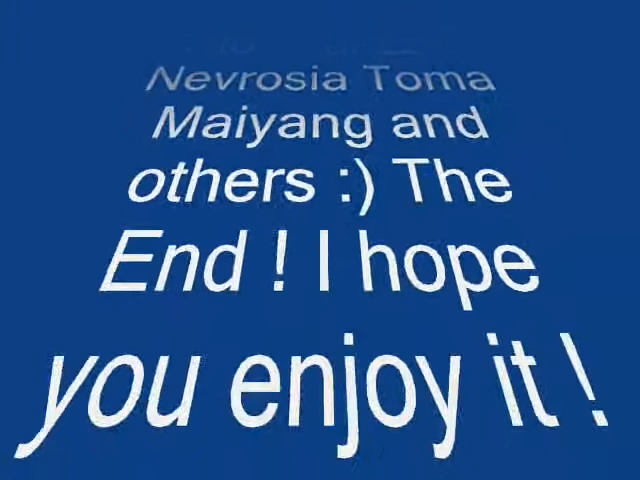 Nevrosia Toma
Maiyang and
others :) The
End ! I hope
you enjoy it !